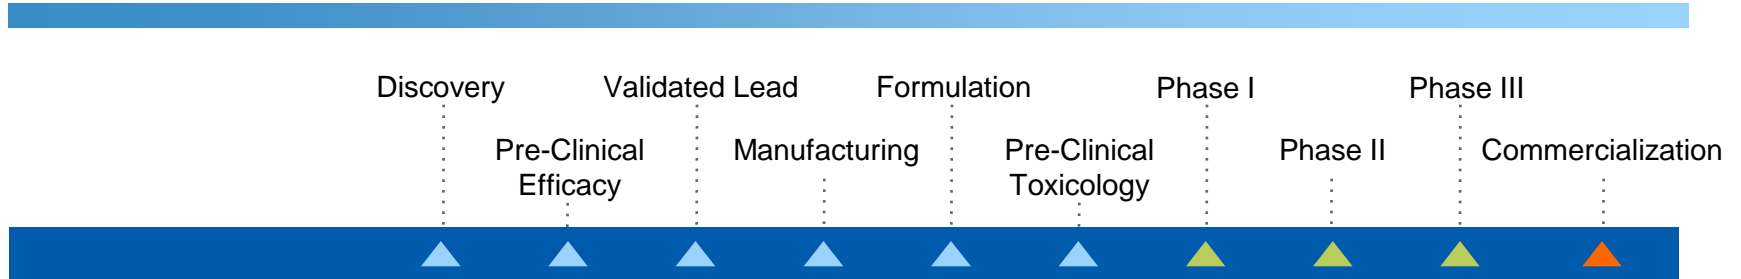 Discovery
Validated Lead
Formulation
Phase I
Phase III
Pre-Clinical
Efficacy
Manufacturing
Pre-Clinical
Toxicology
Phase II
Commercialization